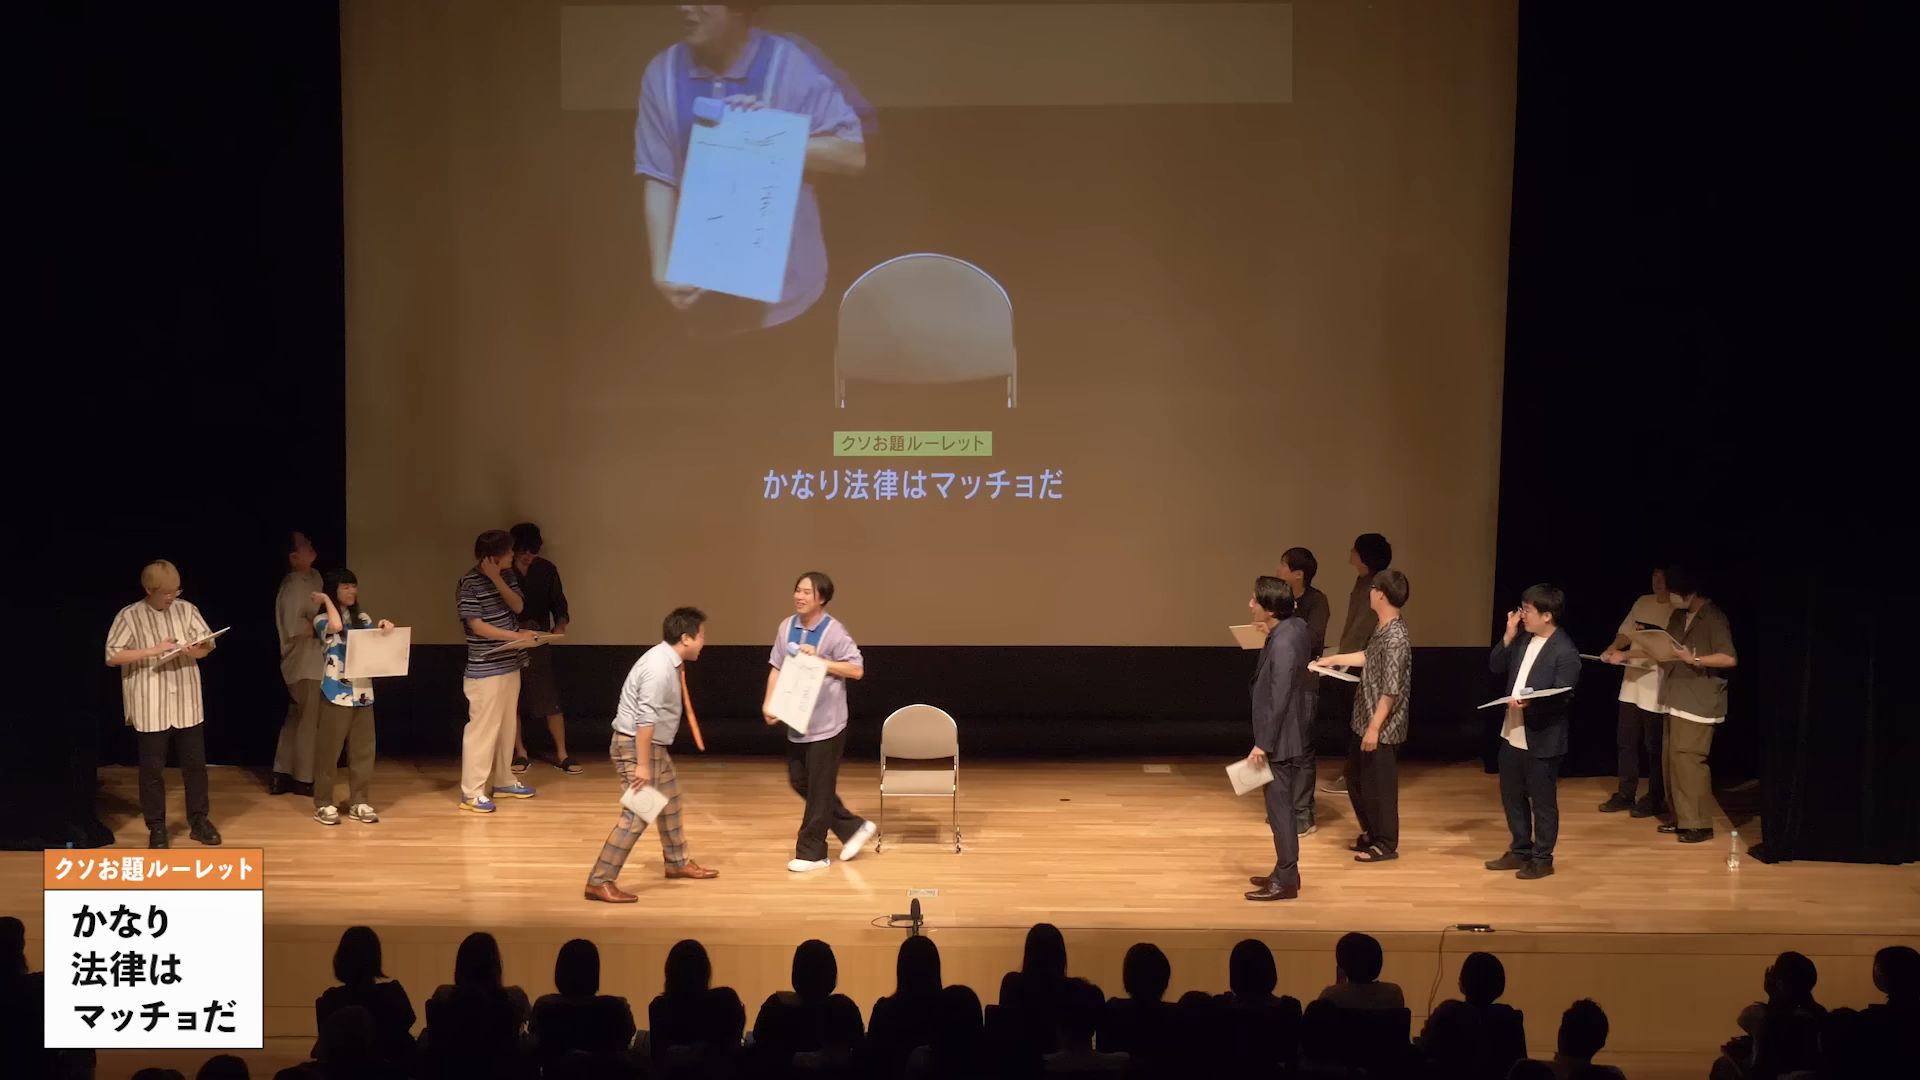 クソお題ルーレット
かなり法律はマッチョだ
クソお題ルーレット
かなり
法律は
マッチョだ